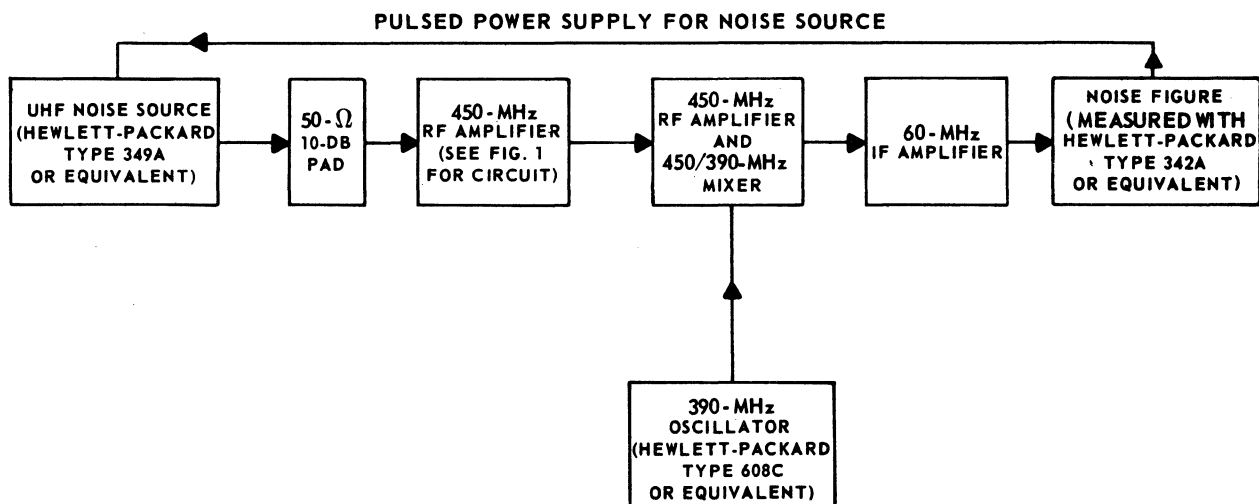 PULSED POWER SUPPLY FOR NOISE SOURCE
UHF NOISE SOURCE
(HEWLETT-PACKARD
TYPE 349A
OR EQUIVALENT)
50-Ω
10-DB
PAD
450-MHz
RF AMPLIFIER
(SEE FIG. 1
FOR CIRCUIT)
450-MHz
RF AMPLIFIER
AND
450/390-MHz
MIXER
60-MHz
IF AMPLIFIER
NOISE FIGURE
(MEASURED WITH
HEWLETT-PACKARD
TYPE 342A
OR EQUIVALENT)
390-MHz
OSCILLATOR
(HEWLETT-PACKARD
TYPE 608C
OR EQUIVALENT)